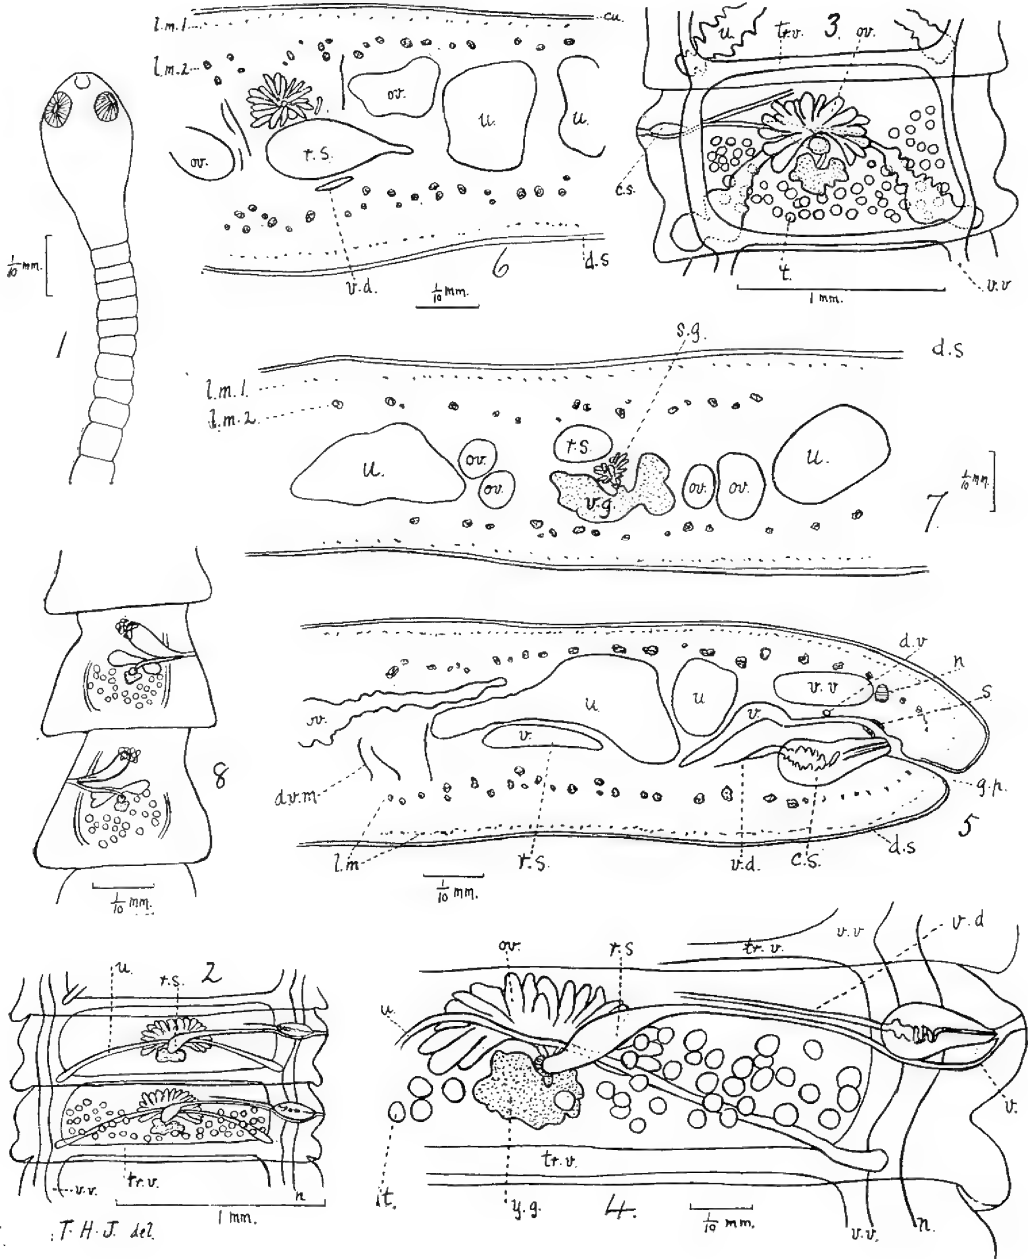 l.m.1.
cu.
l.m.2.
ov.
u.
u.
ov.
r.s.
v.d.
6
d.s
1/10 mm.
1/10 mm.
1
u.
tr.v.
3.
ov.
c.s.
t.
v.v
1 mm.
s.g.
d.s
l.m.1.
l.m.2.
u.
ov.
ov.
r.s.
v.g.
ov.
ov.
u.
7
1/10 mm.
8
1/10 mm.
d.v
n
s
v.v
u
u
v.
v.
ov.
d.v.m
l.m
r.s.
v.d.
c.s.
d.s
g.p.
5
1/10 mm.
u.
r.s.
2
v.v.
tr.v.
n
1 mm.
T.H.J. del.
ov.
r.s
tr.v.
v.v
v.d
u.
v.
t.
y.g.
tr.v.
4.
1/10 mm.
v.v.
n.